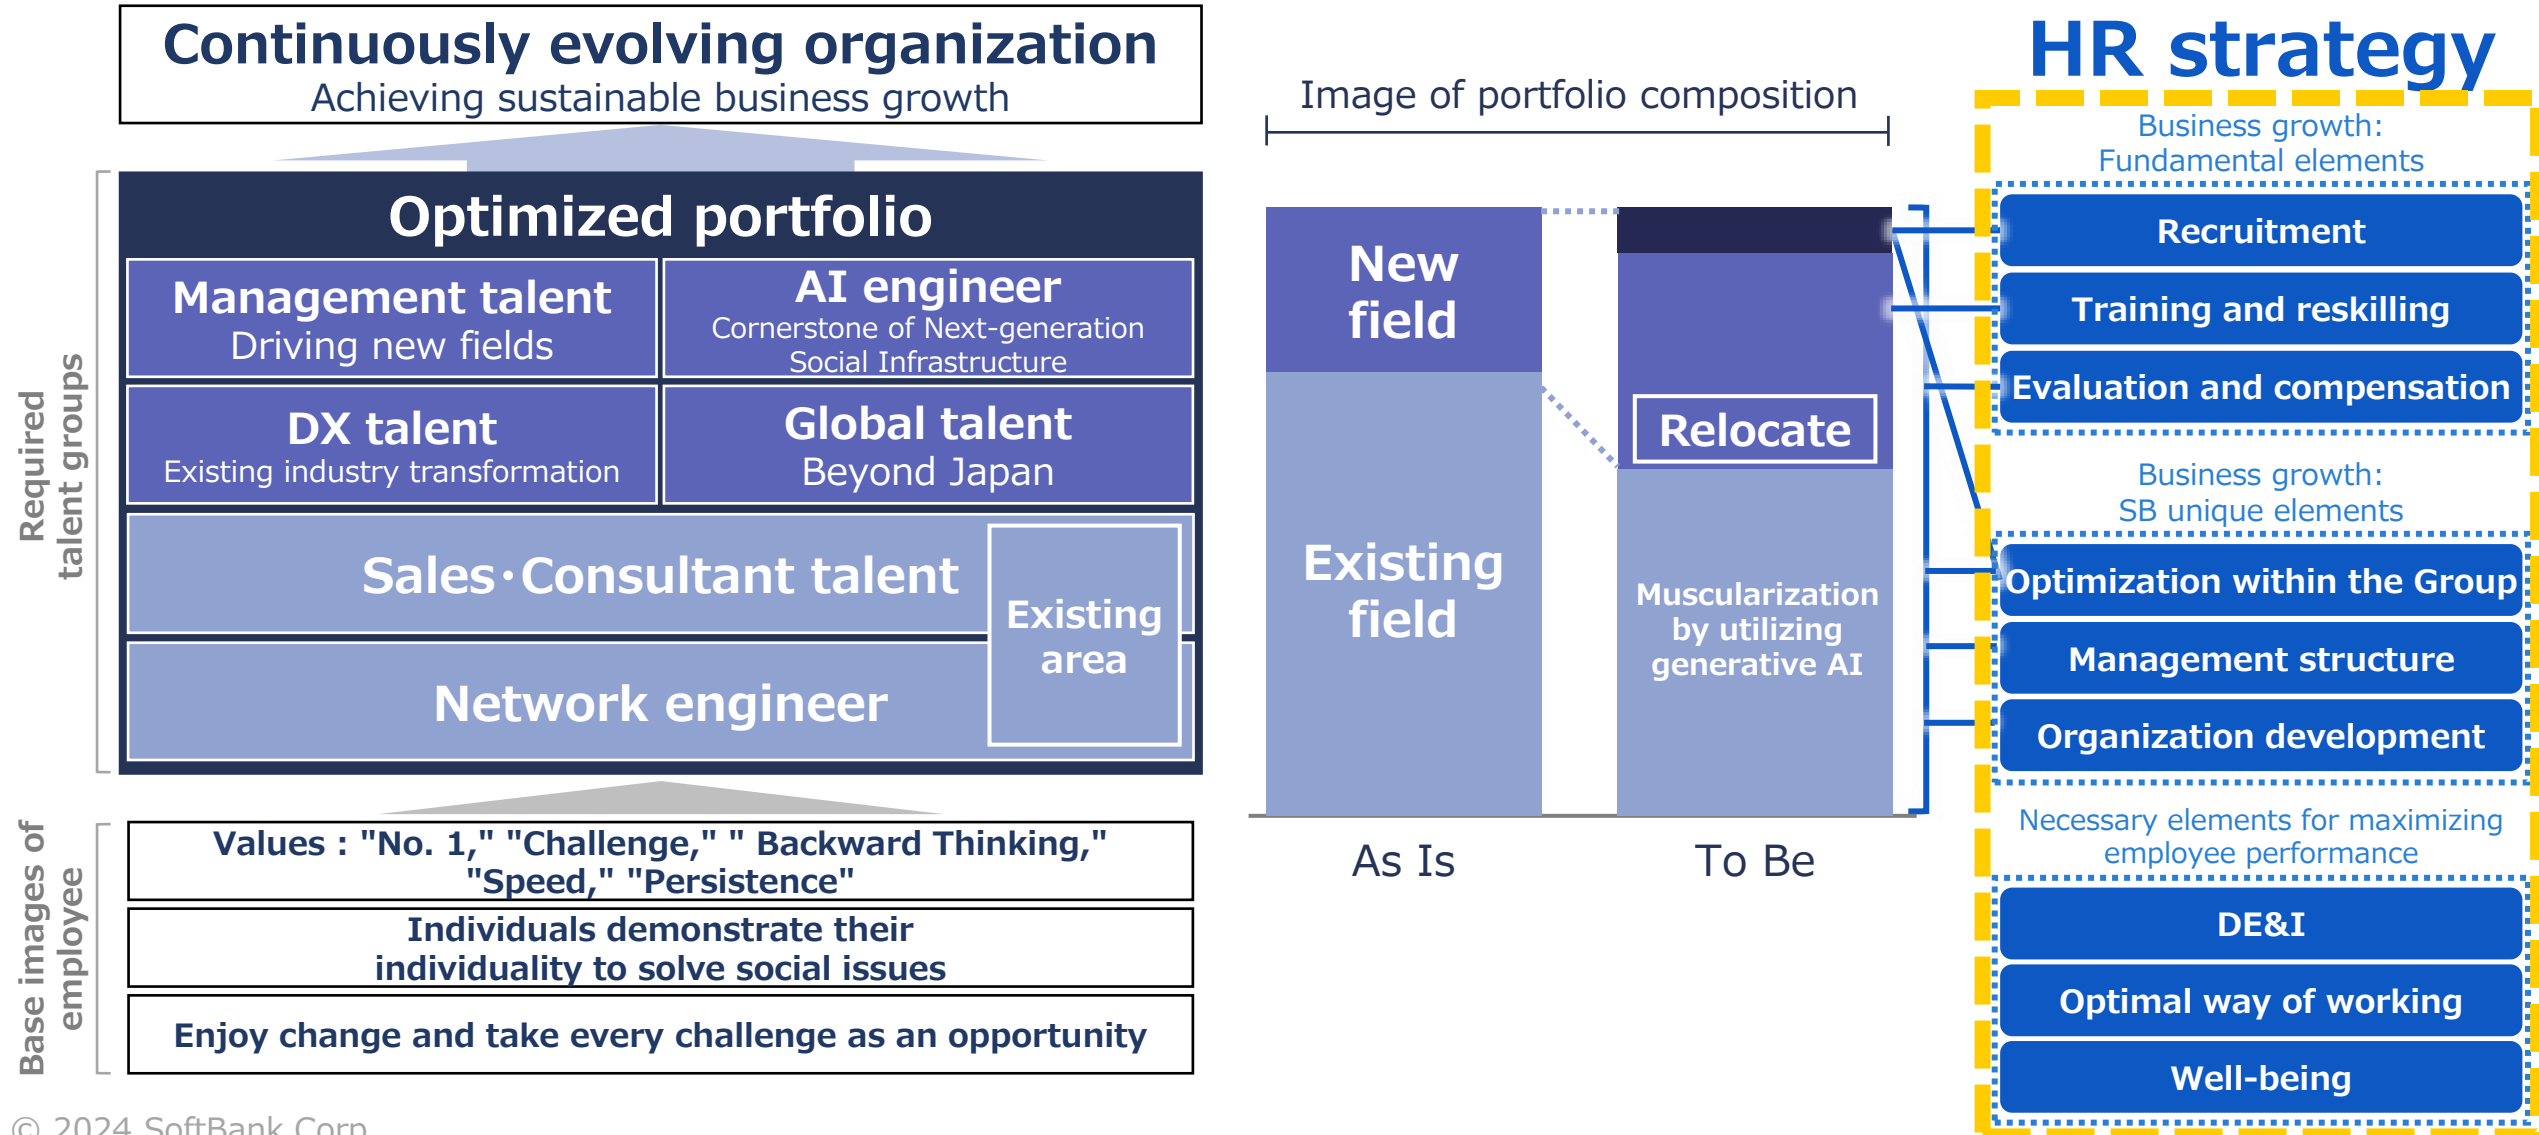 Continuously evolving organization
Achieving sustainable business growth
Required
talent groups
Optimized portfolio
Management talent
Driving new fields
AI engineer
Cornerstone of Next-generation
Social Infrastructure
DX talent
Existing industry transformation
Global talent
Beyond Japan
Sales・Consultant talent
Network engineer
Existing
area
Base images of
employee
Values : "No. 1," "Challenge," " Backward Thinking,"
"Speed," "Persistence"
Individuals demonstrate their
individuality to solve social issues
Enjoy change and take every challenge as an opportunity
Image of portfolio composition
New
field
Existing
field
Relocate
Muscularization
by utilizing
generative AI
As Is
To Be
HR strategy
Business growth:
Fundamental elements
Recruitment
Training and reskilling
Evaluation and compensation
Business growth:
SB unique elements
Optimization within the Group
Management structure
Organization development
Necessary elements for maximizing
employee performance
DE&I
Optimal way of working
Well-being
© 2024 SoftBank Corp